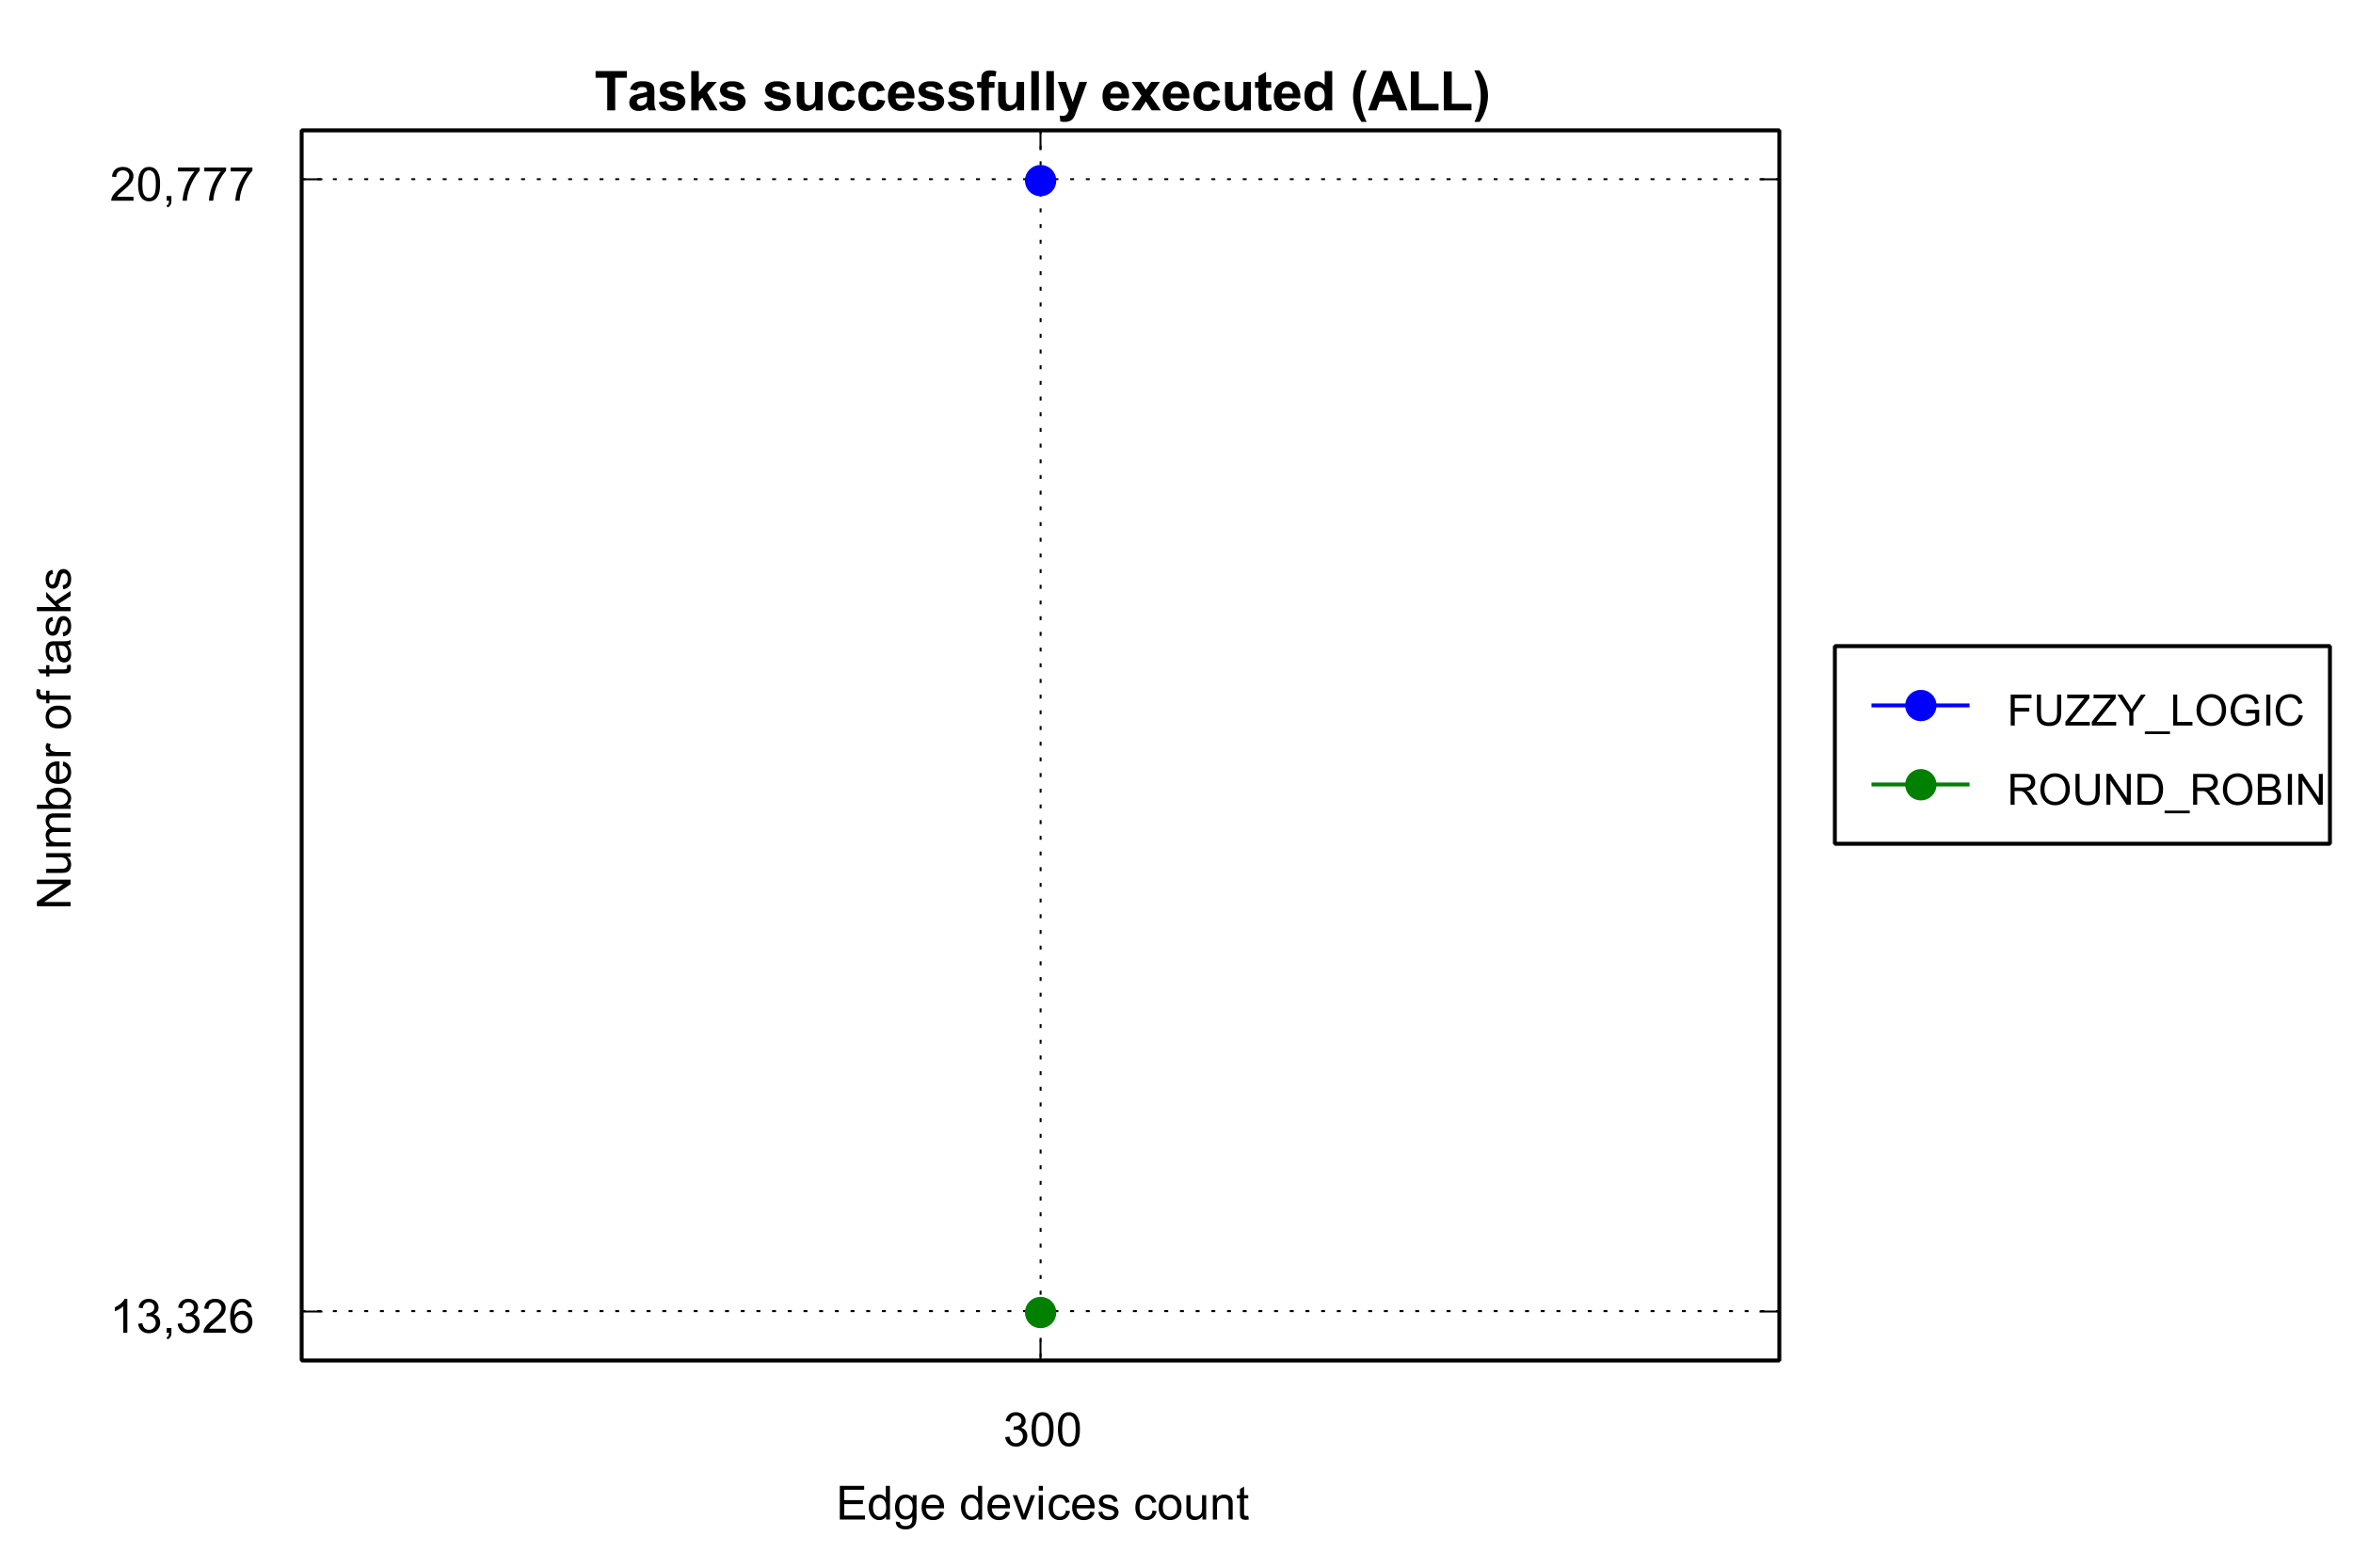 Tasks successfully executed (ALL)
20,777
Number of tasks
FUZZY_LOGIC
ROUND_ROBIN
13,326
300
Edge devices count